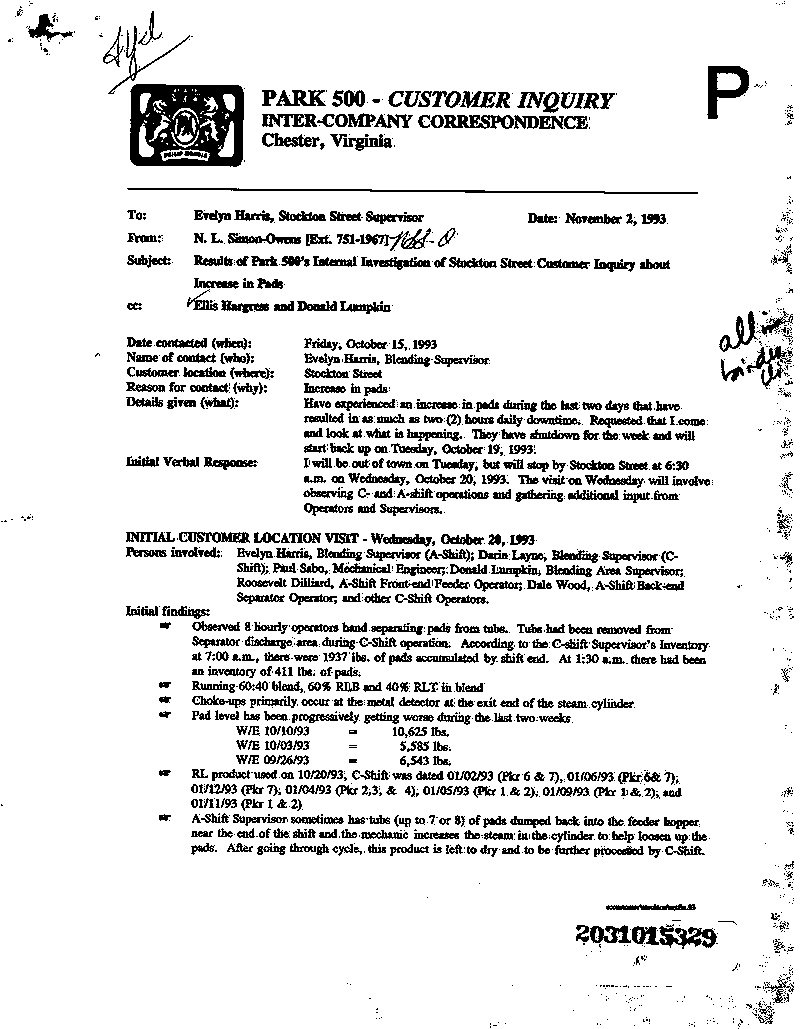 P
PARK 500 - CUSTOMER INQUIRY
INTER-COMPANY CORRESPONDENCE
Chester, Virginia
PHILIP MORRIS
To: Evelyn Harris, Stockton Street Supervisor Date: November 2, 1993
From: N. L. Simon-Owens [Ext. 751-1967]
Subject: Results of Park 500's Internal Investigation of Stockton Street Customer Inquiry about
Increase in Pads
cc: Ellis Hargress and Donald Lumpkin
all in
Date contacted (when): Friday, October 15, 1993
Name of contact (who): Evelyn Harris, Blending Supervisor
Customer location (where): Stockton Street
Reason for contact (why): Increase in pads
Details given (what): Have experienced an increase in pads during the last two days that have
resulted in as much as two (2) hours daily downtime. Requested that I come
and look at what is happening. They have shutdown for the week and will
start back up on Tuesday, October 19, 1993.
Initial Verbal Response: I will be out of town on Tuesday, but will stop by Stockton Street at 6:30
a.m. on Wednesday, October 20, 1993. The visit on Wednesday will involve
observing C- and A-shift operations and gathering additional input from
Operators and Supervisors.
INITIAL CUSTOMER LOCATION VISIT - Wednesday, October 20, 1993
Persons involved: Evelyn Harris, Blending Supervisor (A-Shift); Darin Layne, Blending Supervisor (C-
Shift); Paul Sabo, Mechanical Engineer; Donald Lumpkin, Blending Area Supervisor;
Roosevelt Dilliard, A-Shift Front-end Feeder Operator; Dale Wood, A-Shift Back-end
Separator Operator; and other C-Shift Operators.
Initial findings:
☛ Observed 8 hourly operators hand separating pads from tubs. Tubs had been removed from
Separator discharge area during C-Shift operation. According to the C-shift Supervisor's inventory
at 7:00 a.m., there were 1937 lbs. of pads accumulated by shift end. At 1:30 a.m. there had been
an inventory of 411 lbs. of pads.
☛ Running 60:40 blend, 60% RLB and 40% RLT in blend
☛ Choke-ups primarily occur at the metal detector at the exit end of the steam cylinder.
☛ Pad level has been progressively getting worse during the last two weeks.
W/E 10/10/93 = 10,625 lbs.
W/E 10/03/93 = 5,585 lbs.
W/E 09/26/93 = 6,543 lbs.
☛ RL product used on 10/20/93, C-Shift was dated 01/02/93 (Pkr 6 & 7), 01/06/93 (Pkr 6& 7),
01/12/93 (Pkr 7), 01/04/93 (Pkr 2,3, & 4), 01/05/93 (Pkr 1 & 2), 01/09/93 (Pkr 1 & 2), and
01/11/93 (Pkr 1 & 2)
☛ A-Shift Supervisor sometimes has tubs (up to 7 or 8) of pads dumped back into the feeder hopper
near the end of the shift and the mechanic increases the steam in the cylinder to help loosen up the
pads. After going through cycle, this product is left to dry and to be further processed by C-Shift.
2031015329